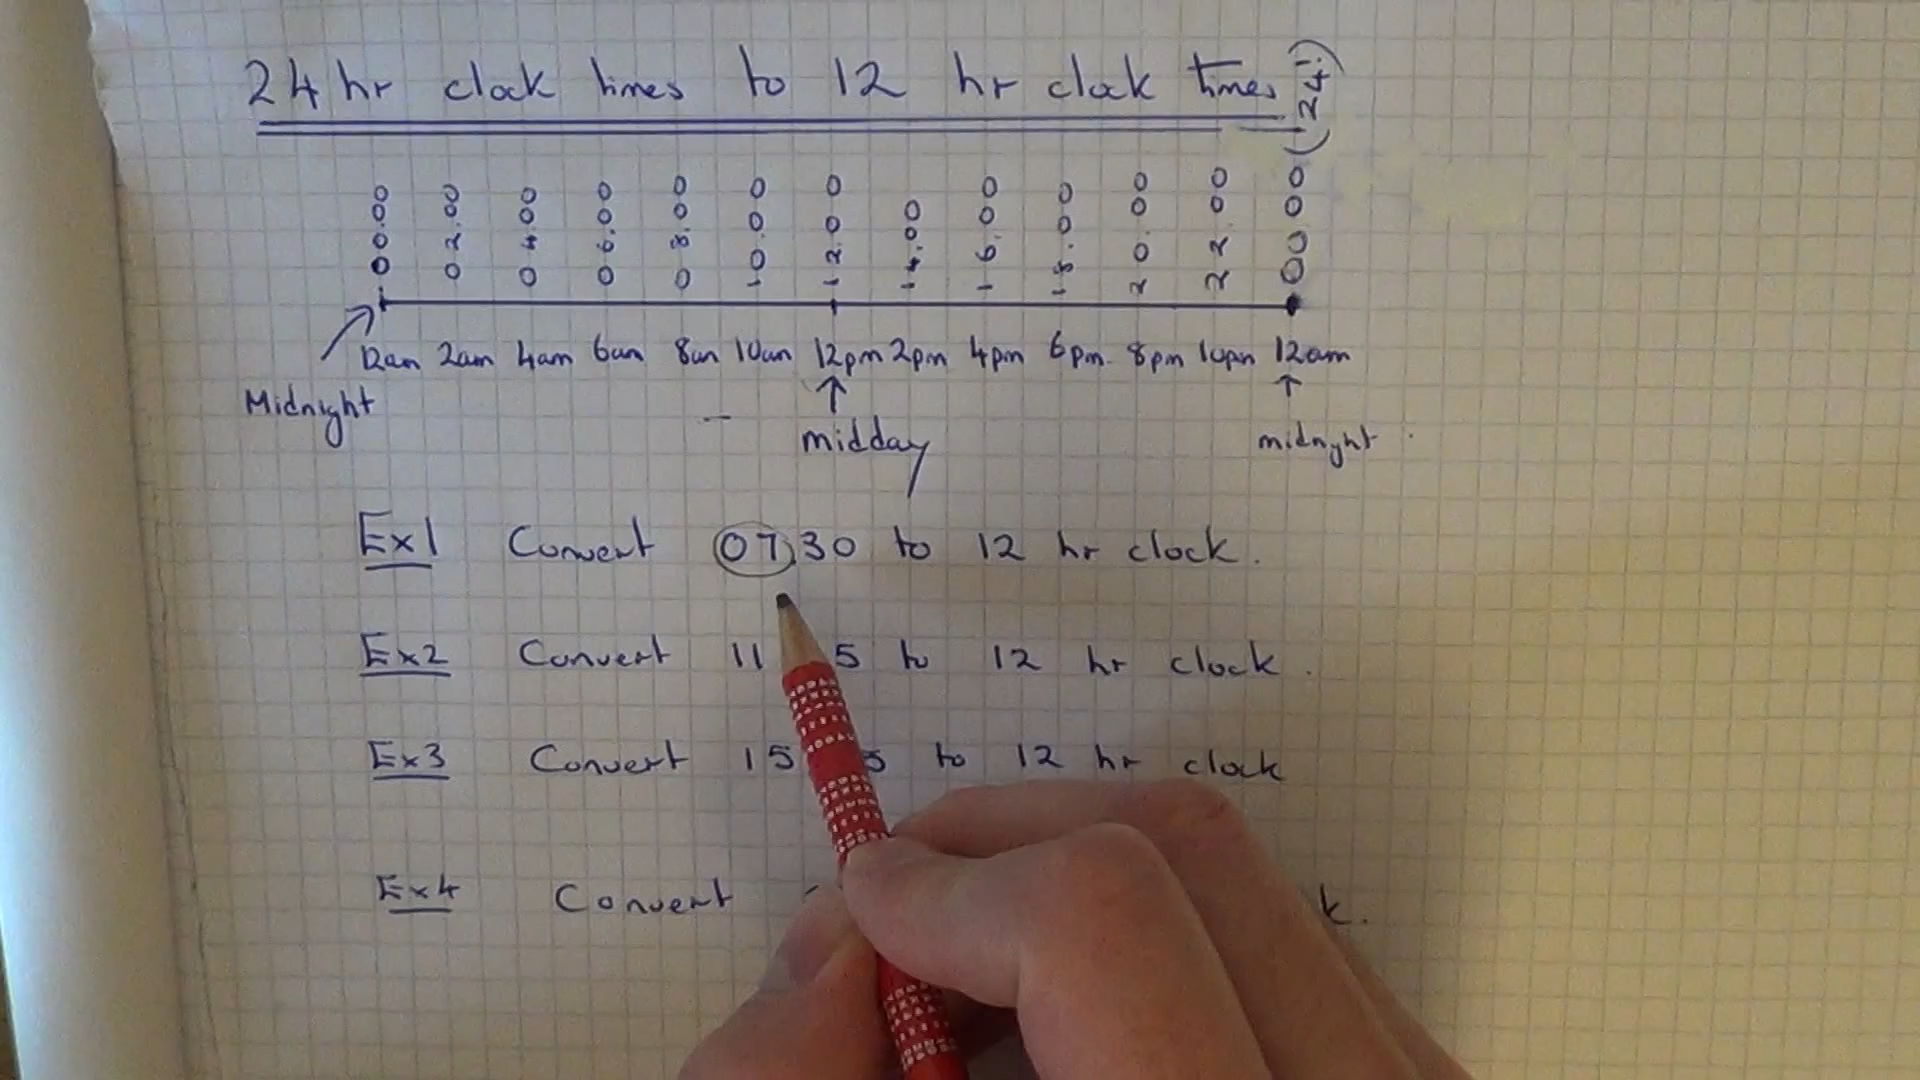 24 hr clock times to 12 hr clock times
(24!)
00.00 02.00 04.00 06.00 08.00 10.00 12.00 14.00 16.00 18.00 20.00 22.00 00.00
12am 2am 4am 6am 8am 10am 12pm 2pm 4pm 6pm 8pm 10pm 12am
Midnight midday midnight
Ex1 Convert 07.30 to 12 hr clock.
Ex2 Convert 11 5 to 12 hr clock.
Ex3 Convert 15 5 to 12 hr clock
Ex4 Convert k.